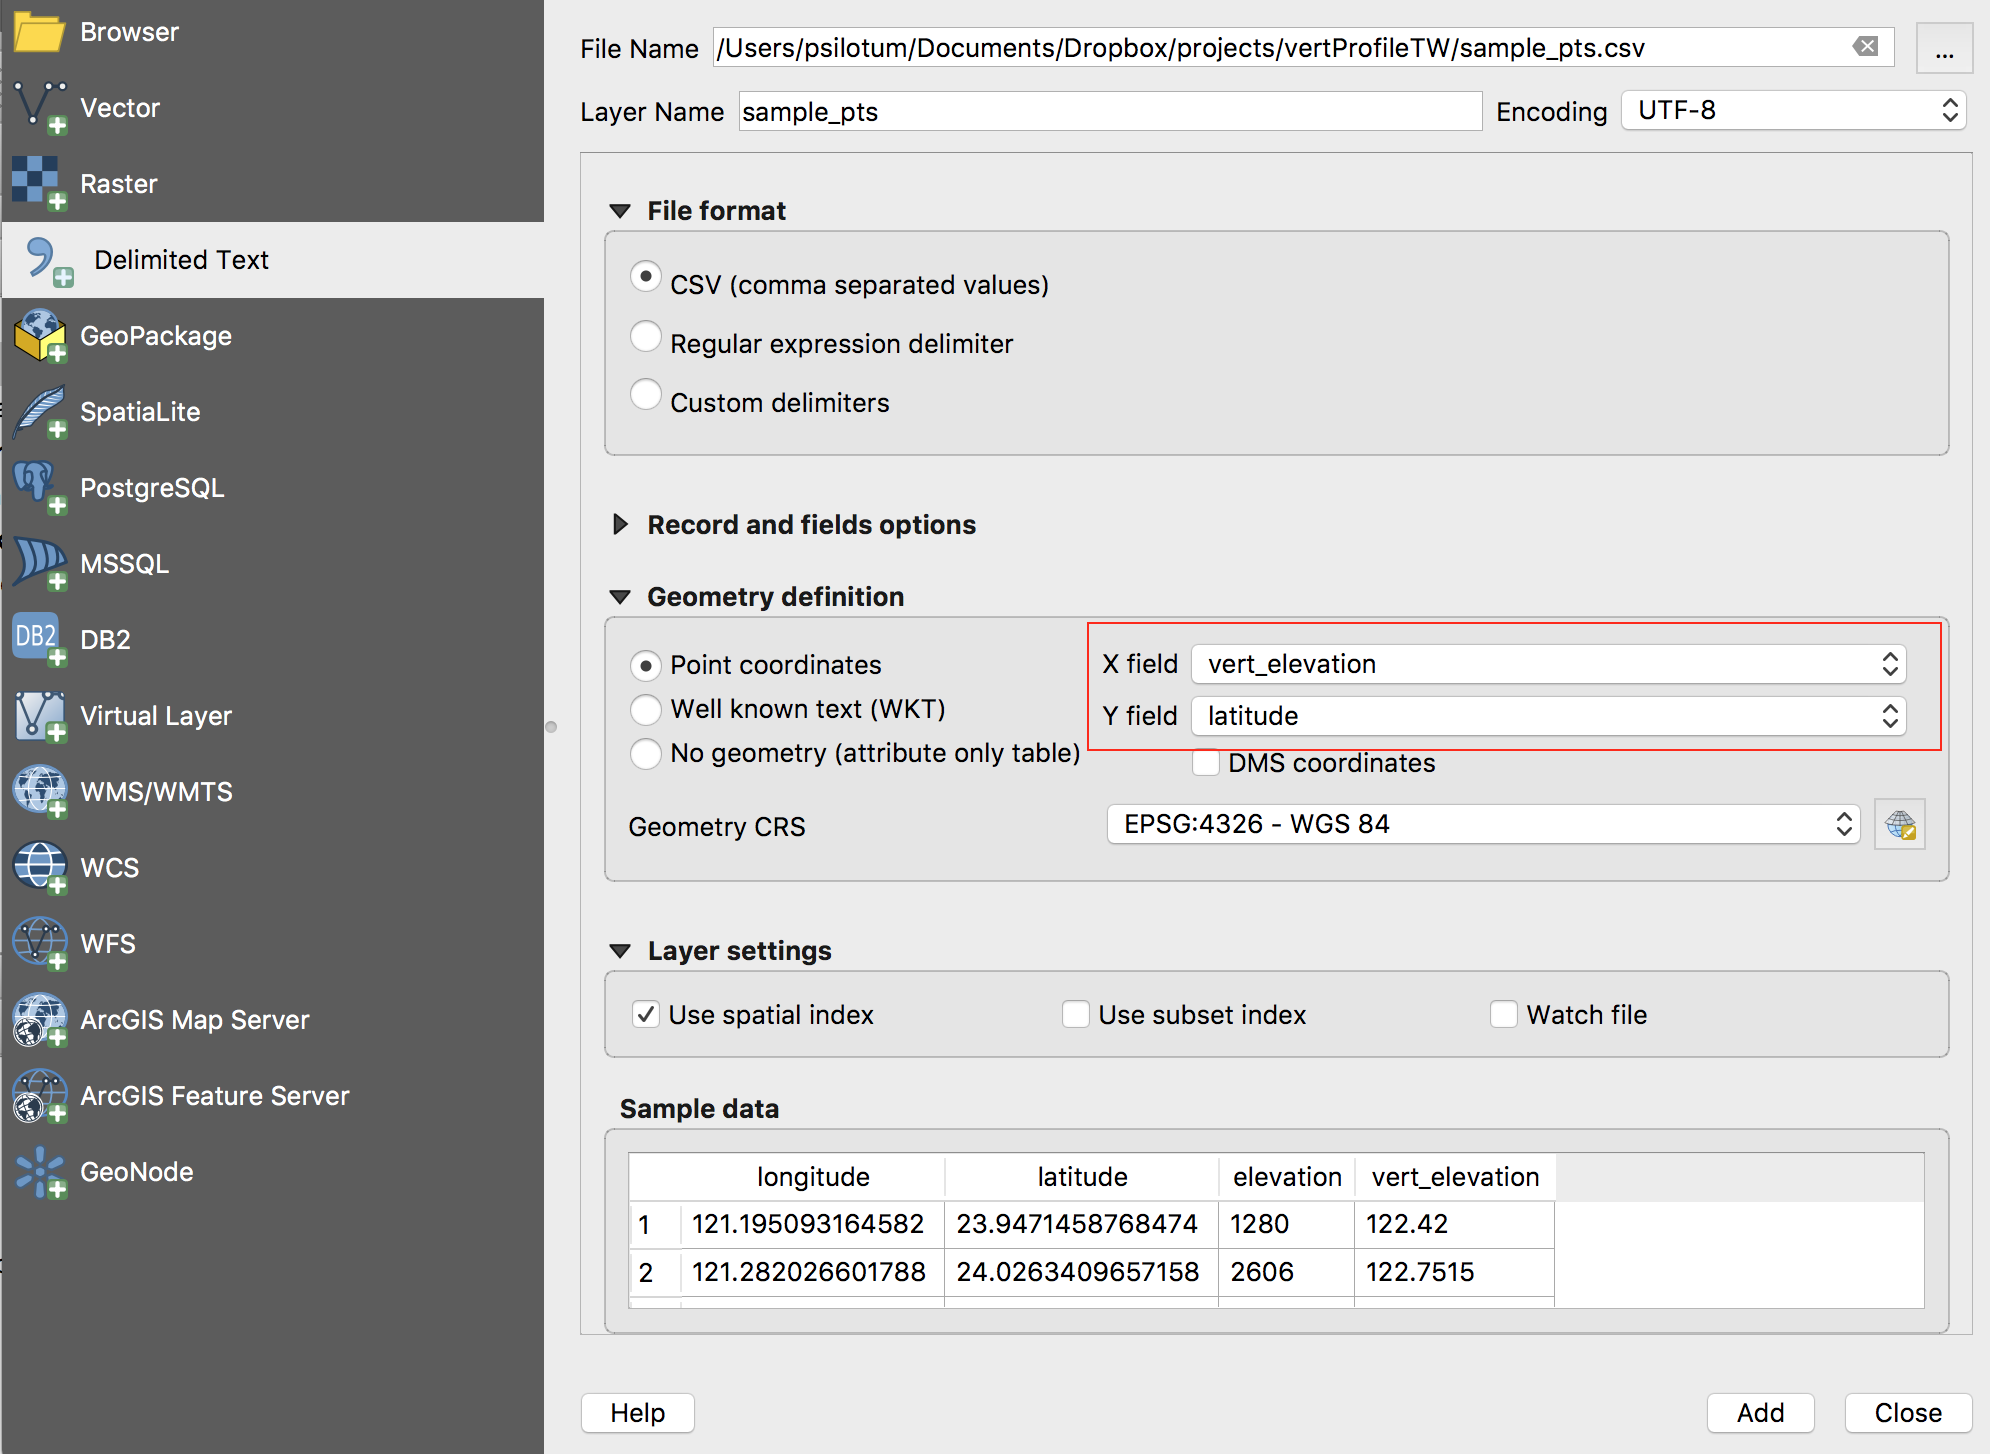 Browser
Vector
Raster
Delimited Text
GeoPackage
SpatiaLite
PostgreSQL
MSSQL
DB2 DB2
Virtual Layer
WMS/WMTS
WCS
WFS
ArcGIS Map Server
ArcGIS Feature Server
GeoNode
File Name /Users/psilotum/Documents/Dropbox/projects/vertProfileTW/sample_pts.csv ...
Layer Name sample_pts Encoding UTF-8
File format
CSV (comma separated values)
Regular expression delimiter
Custom delimiters
Record and fields options
Geometry definition
Point coordinates X field vert_elevation
Well known text (WKT) Y field latitude
No geometry (attribute only table) DMS coordinates
Geometry CRS EPSG:4326 - WGS 84
Layer settings
Use spatial index Use subset index Watch file
Sample data
longitude latitude elevation vert_elevation
1 121.195093164582 23.9471458768474 1280 122.42
2 121.282026601788 24.0263409657158 2606 122.7515
Help Add Close